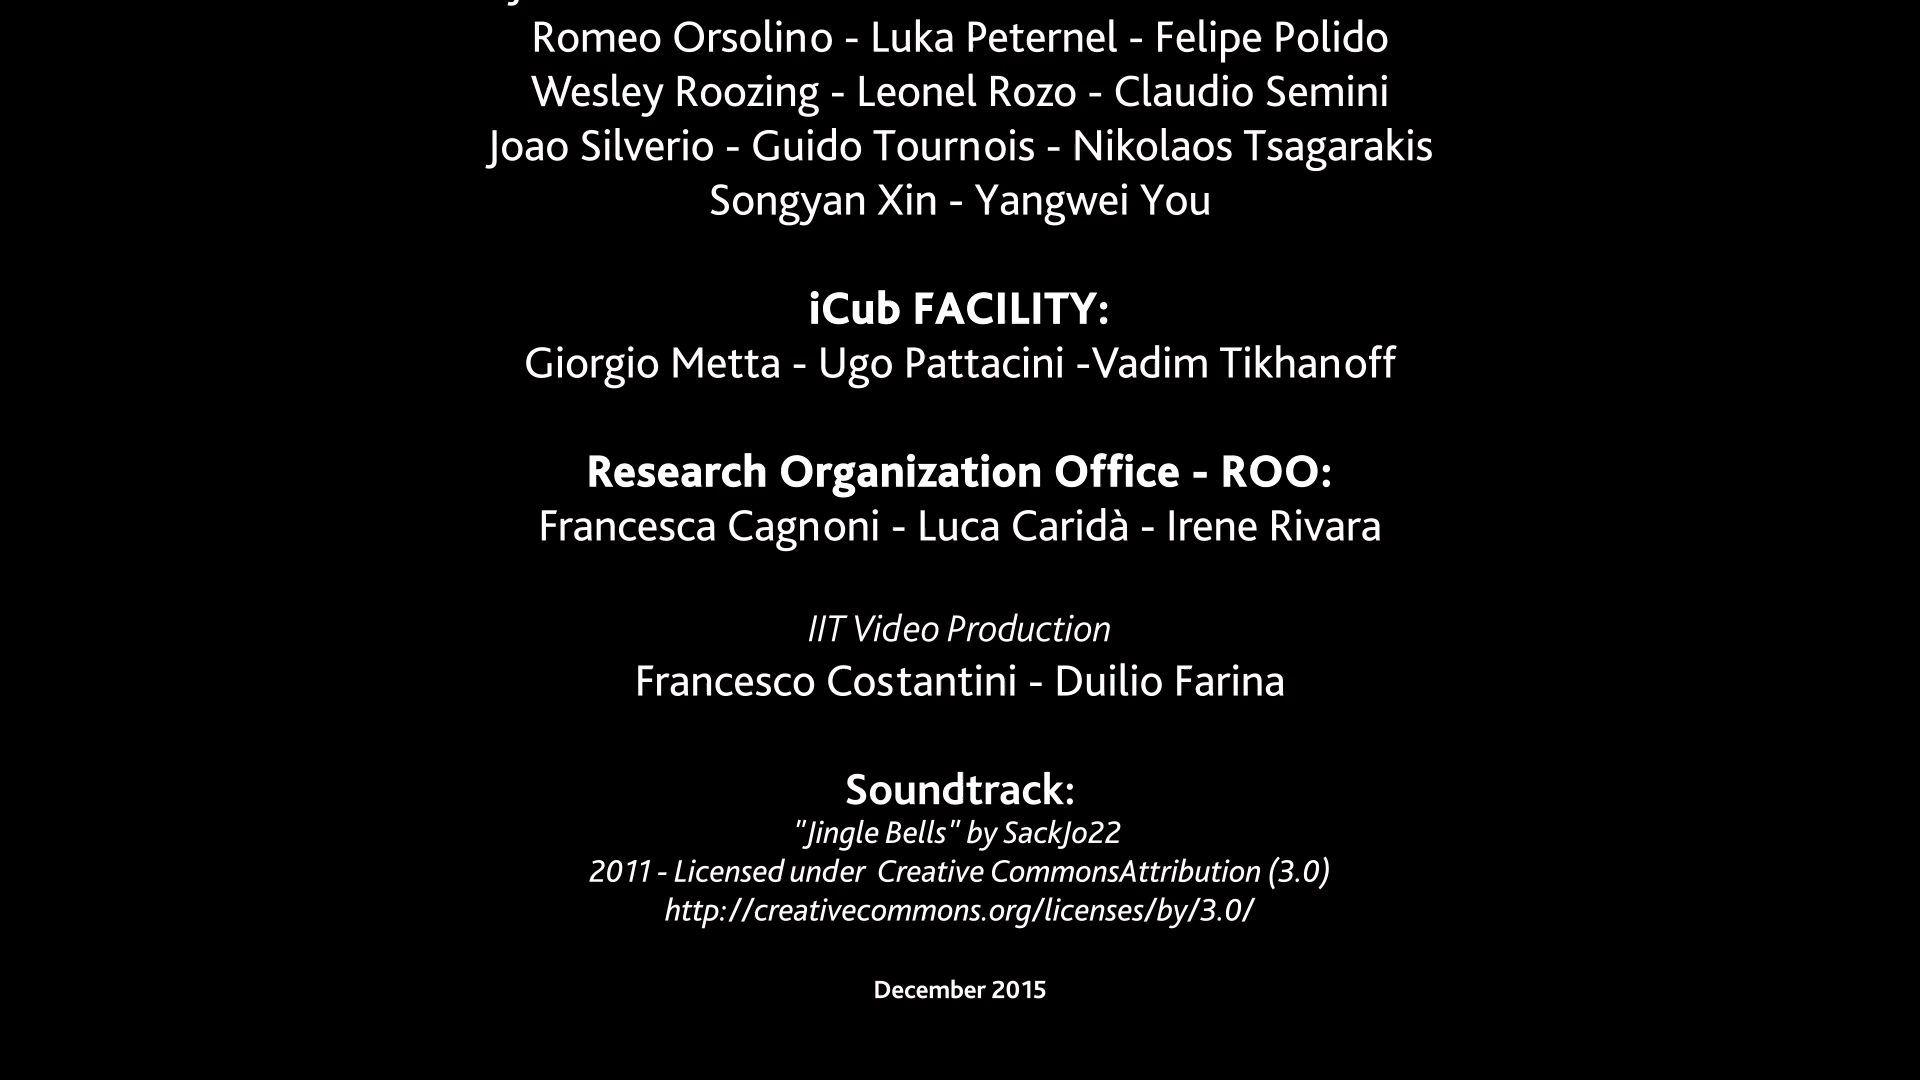 Romeo Orsolino - Luka Peternel - Felipe Polido
Wesley Roozing - Leonel Rozo - Claudio Semini
Joao Silverio - Guido Tournois - Nikolaos Tsagarakis
Songyan Xin - Yangwei You
iCub FACILITY:
Giorgio Metta - Ugo Pattacini -Vadim Tikhanoff
Research Organization Office - ROO:
Francesca Cagnoni - Luca Caridà - Irene Rivara
IIT Video Production
Francesco Costantini - Duilio Farina
Soundtrack:
"Jingle Bells" by SackJo22
2011 - Licensed under  Creative CommonsAttribution (3.0)
http://creativecommons.org/licenses/by/3.0/
December 2015